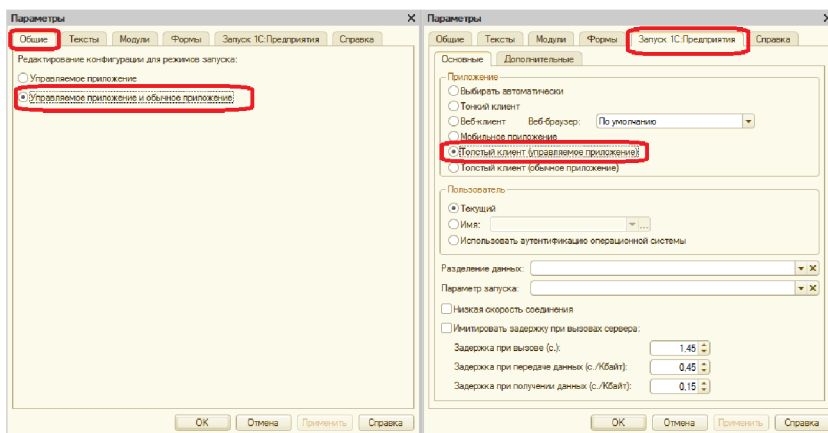 Параметры
Общие Тексты Модули Формы Запуск 1С:Предприятия Справка
Редактирование конфигурации для режимов запуска:
Управляемое приложение
Управляемое приложение и обычное приложение
OK Отмена Применить Справка
Параметры
Общие Тексты Модули Формы Запуск 1С:Предприятия Справка
Основные Дополнительные
Приложение
Выбирать автоматически
Тонкий клиент
Веб-клиент Веб-браузер: По умолчанию
Мобильное приложение
Толстый клиент (управляемое приложение)
Толстый клиент (обычное приложение)
Пользователь
Текущий
Имя:
Использовать аутентификацию операционной системы
Разделение данных:
Параметр запуска:
Низкая скорость соединения
Имитировать задержку при вызовах сервера:
Задержка при вызове (с.): 1,45
Задержка при передаче данных (с./Кбайт): 0,45
Задержка при получении данных (с./Кбайт): 0,15
OK Отмена Применить Справка